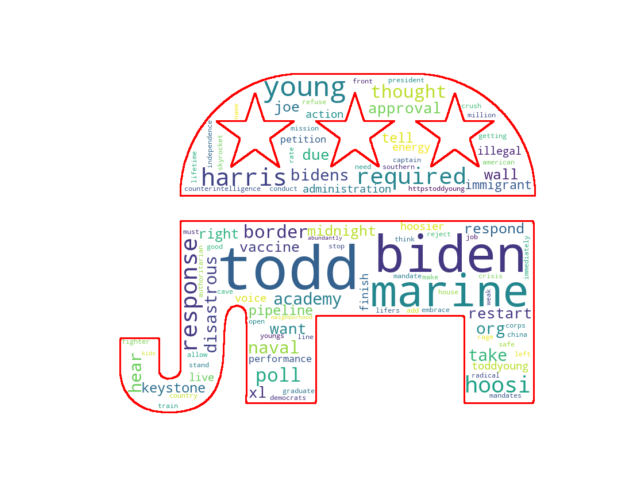 young
front
president
thought
joe
refuse
approval
crush
action
million
independence
mission
petition
tell
getting
skyrocket
due
energy
illegal
rate
captain
lifetime
need
southern
american
harris
bidens
required
wall
immigrant
counterintelligence
conduct
administration
httpstoddyoung
must
right
border
midnight
hoosier
respond
abundantly
think
reject
job
good
vaccine
stop
biden
immediately
response
authoritarian
disastrous
todd
mandate
make
crisis
cave
finish
marine
house
weak
voice
academy
lifers
add
embrace
pipeline
restart
open
want
org
corps
china
youngs
line
rage
safe
fighter
hear
naval
take
left
allow
performance
stand
toddyoung
live
poll
radical
keystone
hoosi
country
xl
graduate
democrats
mandates
train